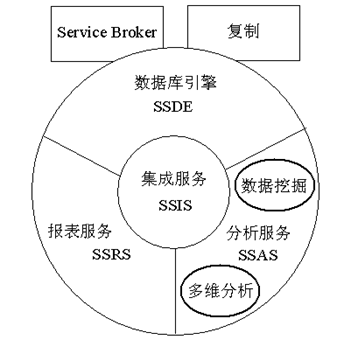 Service Broker
复制
数据库引擎
SSDE
集成服务
SSIS
数据挖掘
报表服务
SSRS
分析服务
SSAS
多维分析